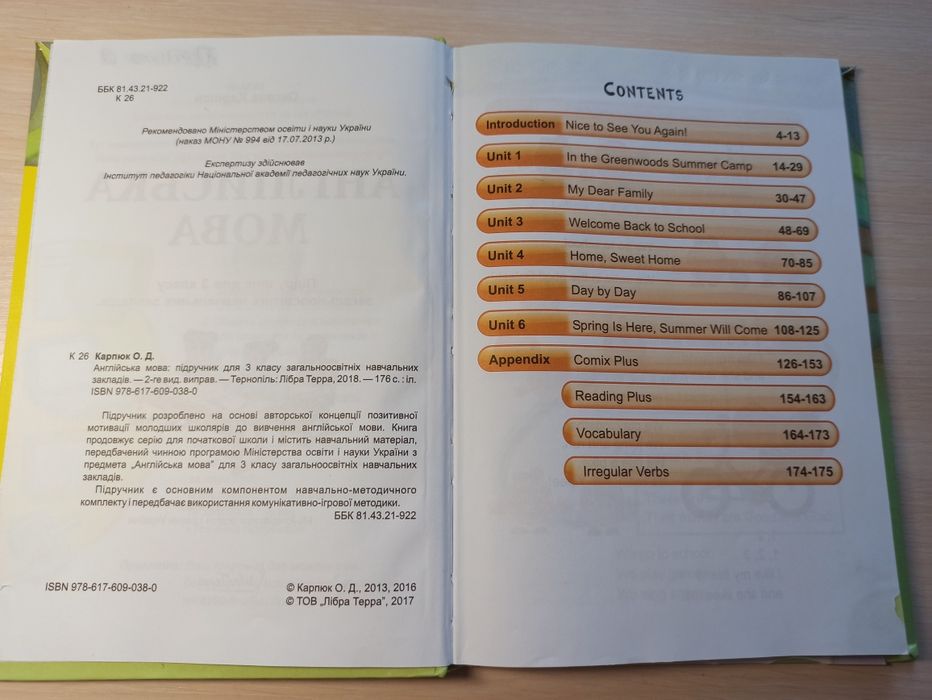 ББК 81.43.21-922
К 26
Рекомендовано Міністерством освіти і науки України
(наказ МОНУ № 994 від 17.07.2013 р.)
Експертизу здійснював
Інститут педагогіки Національної академії педагогічних наук України.
К 26 Карпюк О. Д.
Англійська мова: підручник для 3 класу загальноосвітніх навчальних
закладів. — 2-ге вид. виправ. — Тернопіль: Лібра Терра, 2018. — 176 с. : іл.
ISBN 978-617-609-038-0
Підручник розроблено на основі авторської концепції позитивної
мотивації молодших школярів до вивчення англійської мови. Книга
продовжує серію для початкової школи і містить навчальний матеріал,
передбачений чинною програмою Міністерства освіти і науки України з
предмета „Англійська мова” для 3 класу загальноосвітніх навчальних
закладів.
Підручник є основним компонентом навчально-методичного
комплекту і передбачає використання комунікативно-ігрової методики.
ББК 81.43.21-922
ISBN 978-617-609-038-0
© Карпюк О. Д., 2013, 2016
© ТОВ „Лібра Терра”, 2017
CONTENTS
Introduction Nice to See You Again! 4-13
Unit 1 In the Greenwoods Summer Camp 14-29
Unit 2 My Dear Family 30-47
Unit 3 Welcome Back to School 48-69
Unit 4 Home, Sweet Home 70-85
Unit 5 Day by Day 86-107
Unit 6 Spring Is Here, Summer Will Come 108-125
Appendix Comix Plus 126-153
Reading Plus 154-163
Vocabulary 164-173
Irregular Verbs 174-175